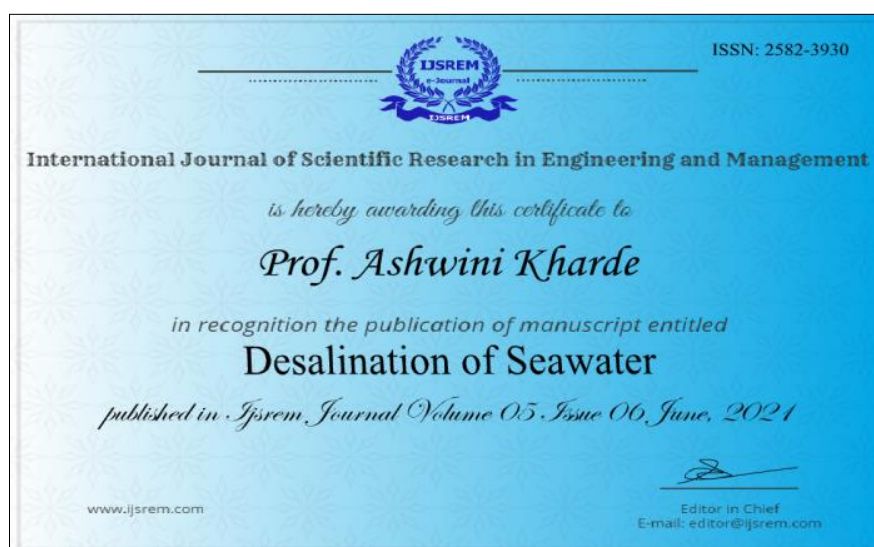 ISSN: 2582-3930
IJSREM
e-Journal
IJSREM
International Journal of Scientific Research in Engineering and Management
is hereby awarding this certificate to
Prof. Ashwini Kharde
in recognition the publication of manuscript entitled
Desalination of Seawater
published in Ijsrem Journal Volume 05 Issue 06 June, 2021
www.ijsrem.com
Editor in Chief
E-mail: editor@ijsrem.com